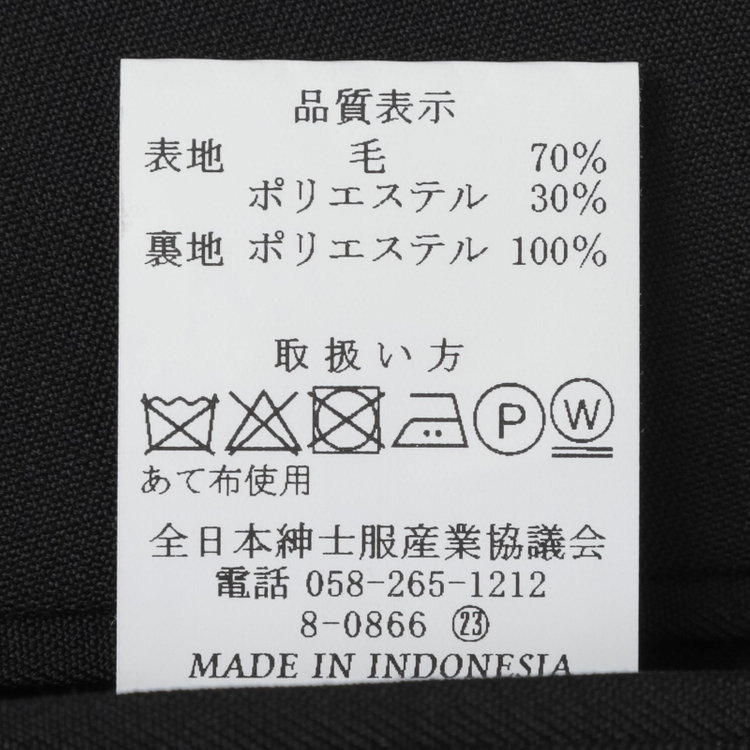 品質表示
表地 毛 70%
ポリエステル 30%
裏地 ポリエステル 100%
取扱い方
P W
あて布使用
全日本紳士服産業協議会
電話 058-265-1212
8-0866 ㉓
MADE IN INDONESIA